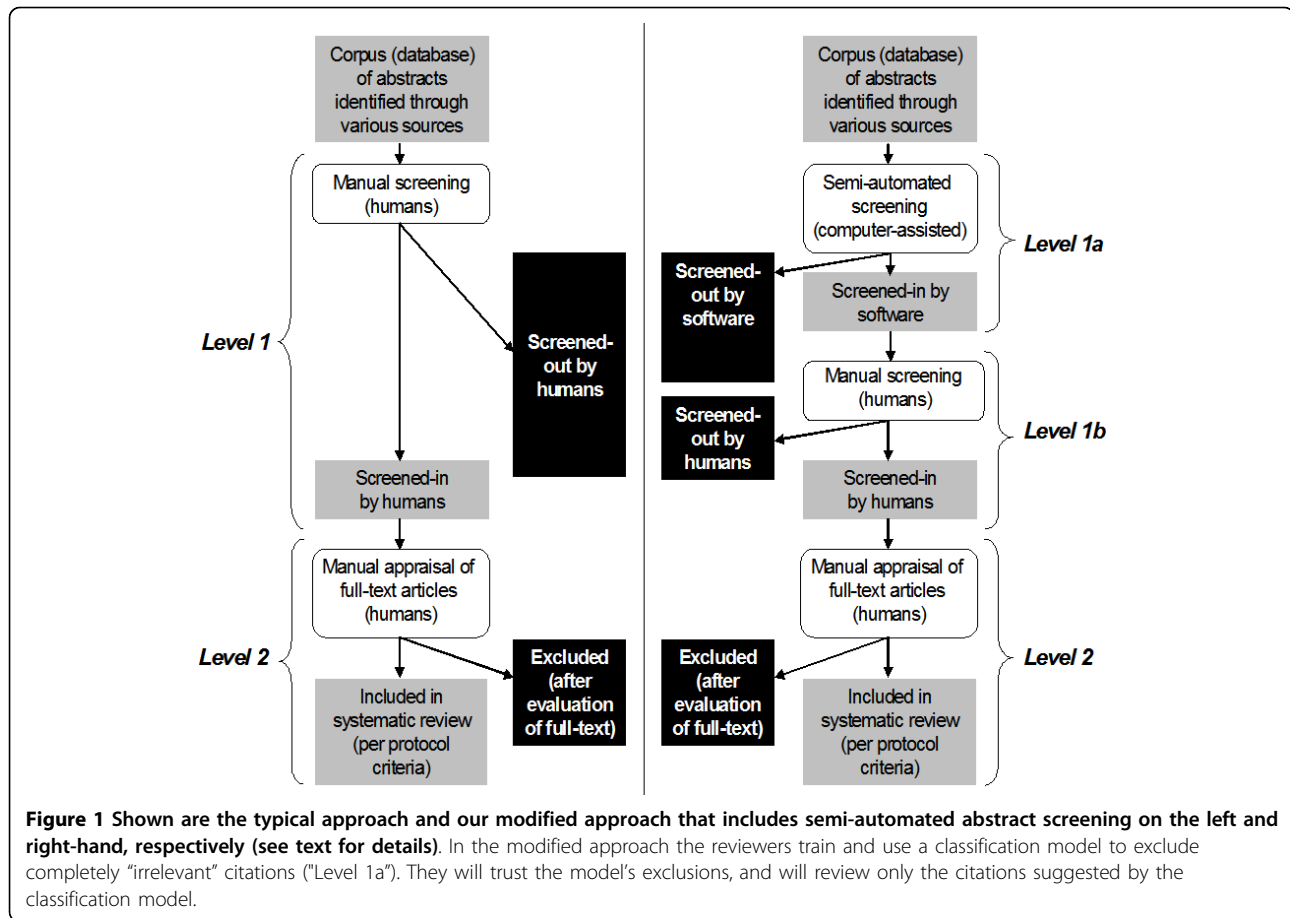 Corpus (database)
of abstracts
identified through
various sources
Manual screening
(humans)
Level 1
Screened-
out by
humans
Screened-in
by humans
Manual appraisal of
full-text articles
(humans)
Level 2
Excluded
(after
evaluation
of full-text)
Included in
systematic review
(per protocol
criteria)
Corpus (database)
of abstracts
identified through
various sources
Semi-automated
screening
(computer-assisted)
Level 1a
Screened-
out by
software
Screened-in by
software
Manual screening
(humans)
Level 1b
Screened-
out by
humans
Screened-in
by humans
Manual appraisal of
full-text articles
(humans)
Level 2
Excluded
(after
evaluation
of full-text)
Included in
systematic review
(per protocol
criteria)
Figure 1 Shown are the typical approach and our modified approach that includes semi-automated abstract screening on the left and
right-hand, respectively (see text for details). In the modified approach the reviewers train and use a classification model to exclude
completely “irrelevant” citations ("Level 1a”). They will trust the model’s exclusions, and will review only the citations suggested by the
classification model.